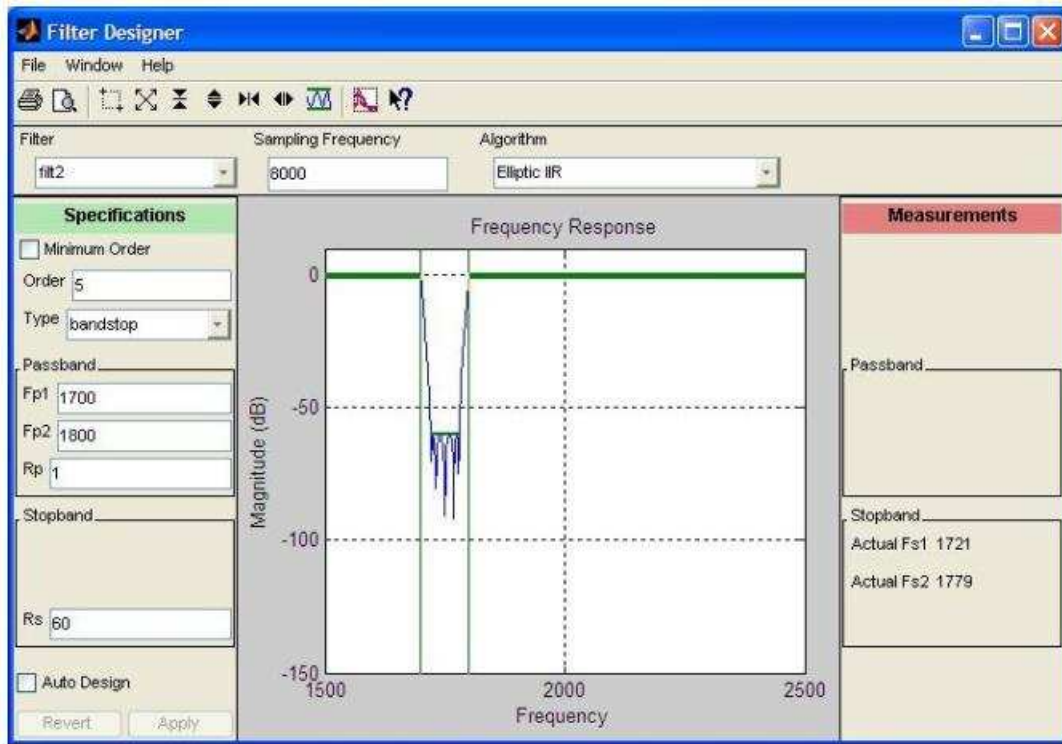 Filter Designer
File Window Help
Filter
filt2
Sampling Frequency
8000
Algorithm
Elliptic IIR
Specifications
Minimum Order
Order 5
Type bandstop
Passband
Fp1 1700
Fp2 1800
Rp 1
Stopband
Rs 60
Auto Design
Revert Apply
Frequency Response
Magnitude (dB)
0
-50
-100
-150
1500 2000 2500
Frequency
Measurements
Passband
Stopband
Actual Fs1 1721
Actual Fs2 1779